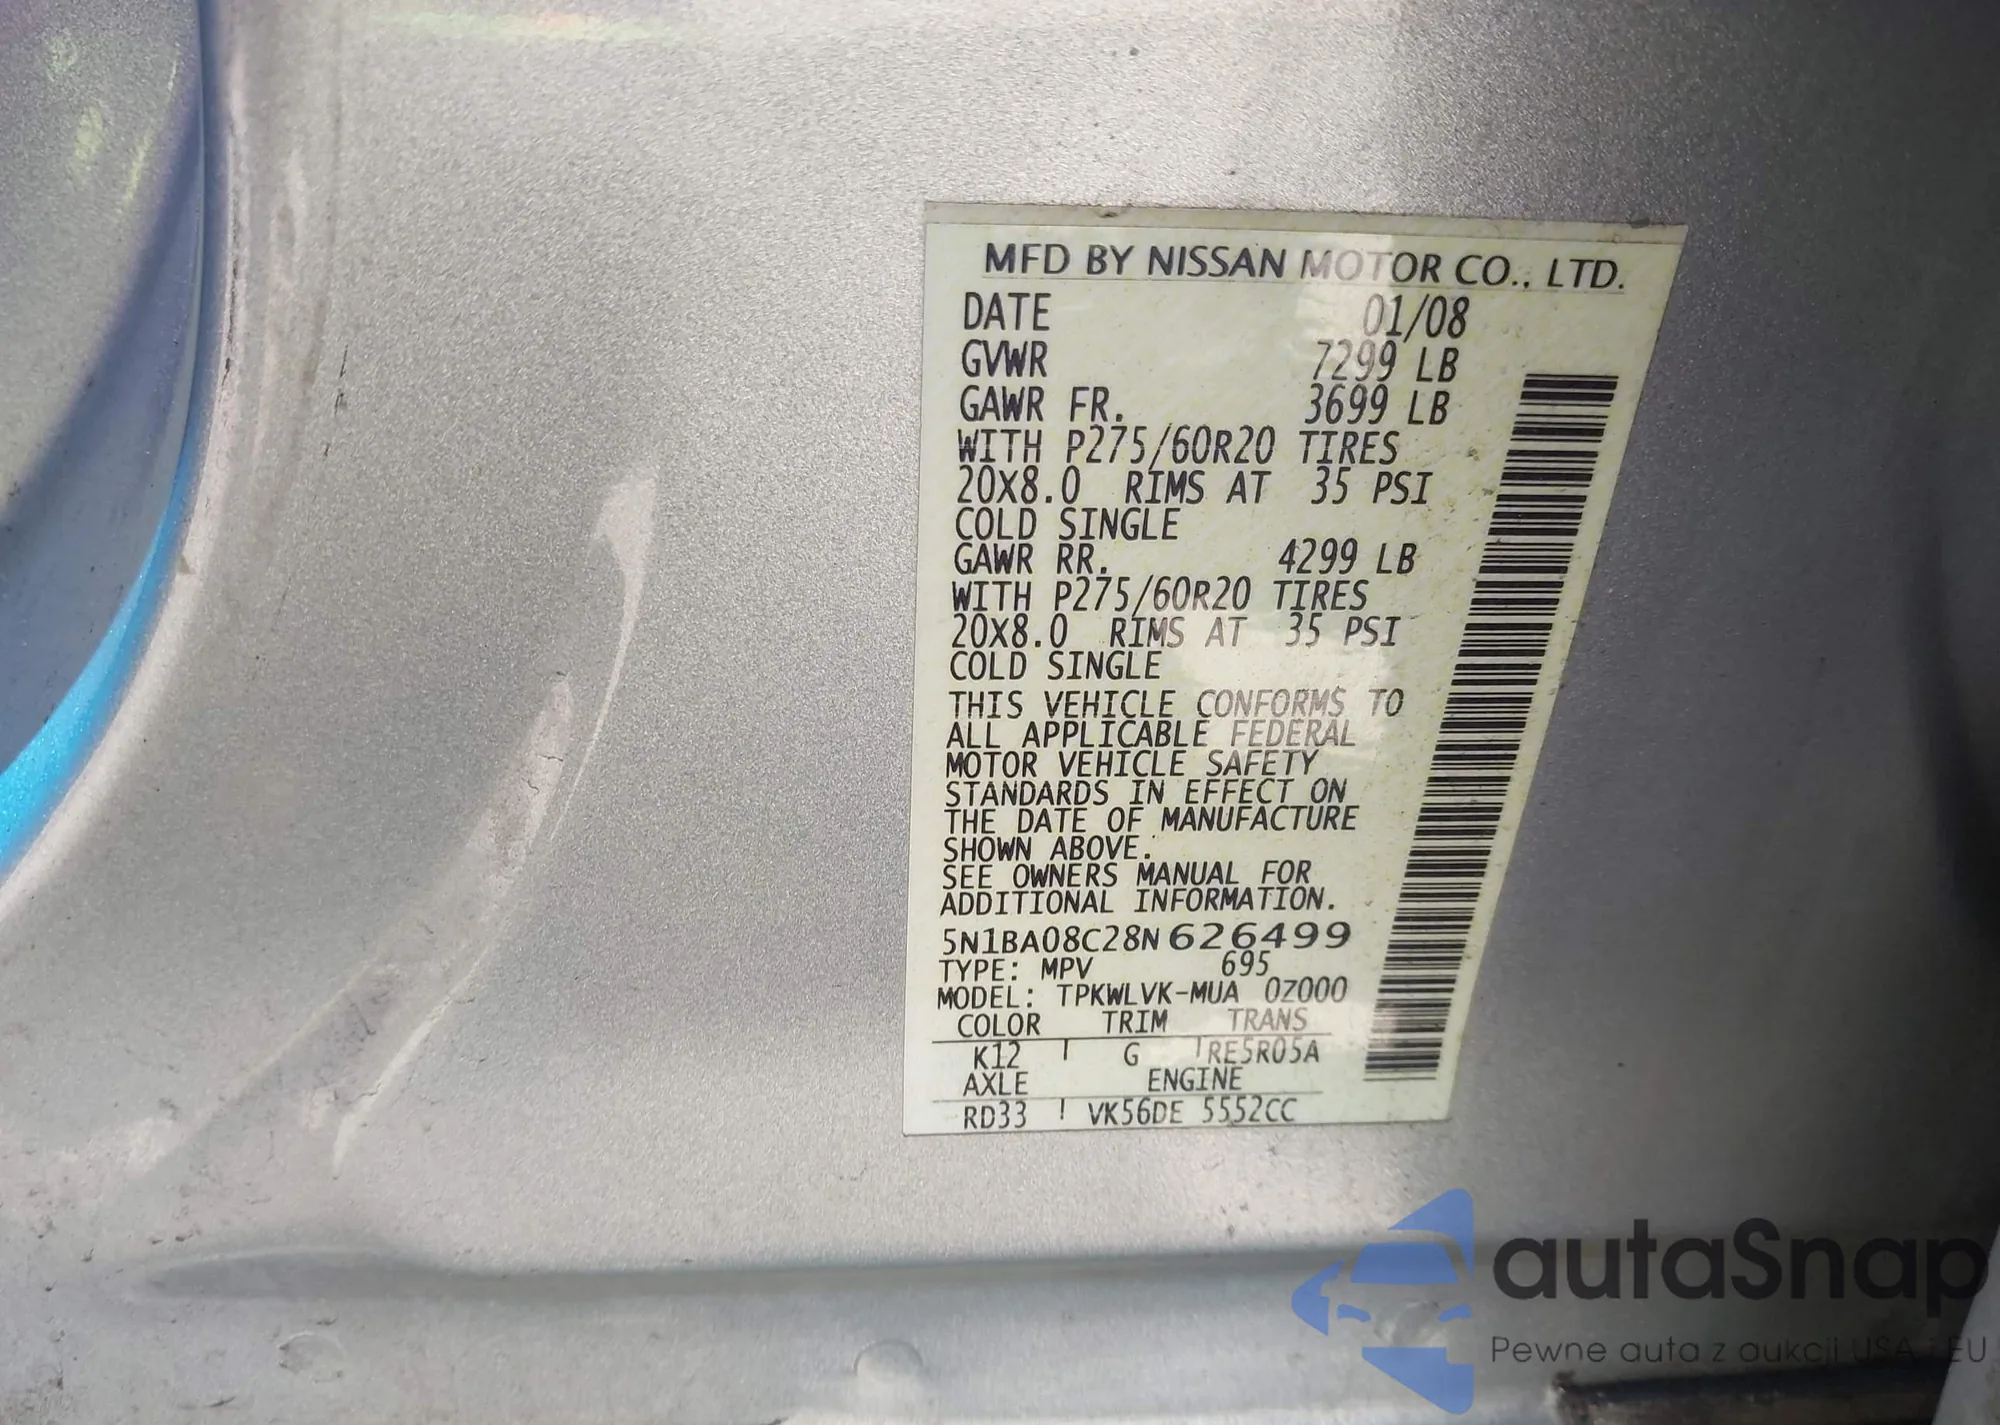 MFD BY NISSAN MOTOR CO., LTD.
DATE 01/08
GVWR 7299 LB
GAWR FR. 3699 LB
WITH P275/60R20 TIRES
20X8.0 RIMS AT 35 PSI
COLD SINGLE
GAWR RR. 4299 LB
WITH P275/60R20 TIRES
20X8.0 RIMS AT 35 PSI
COLD SINGLE
THIS VEHICLE CONFORMS TO
ALL APPLICABLE FEDERAL
MOTOR VEHICLE SAFETY
STANDARDS IN EFFECT ON
THE DATE OF MANUFACTURE
SHOWN ABOVE.
SEE OWNERS MANUAL FOR
ADDITIONAL INFORMATION.
5N1BA08C28N626499
TYPE: MPV 695
MODEL: TPKWLVK-MUA 0Z000
COLOR TRIM TRANS
K12 ! G !RE5R05A
AXLE ENGINE
RD33 ! VK56DE 5552CC
autaSnap
Pewne auta z aukcji USA i EU